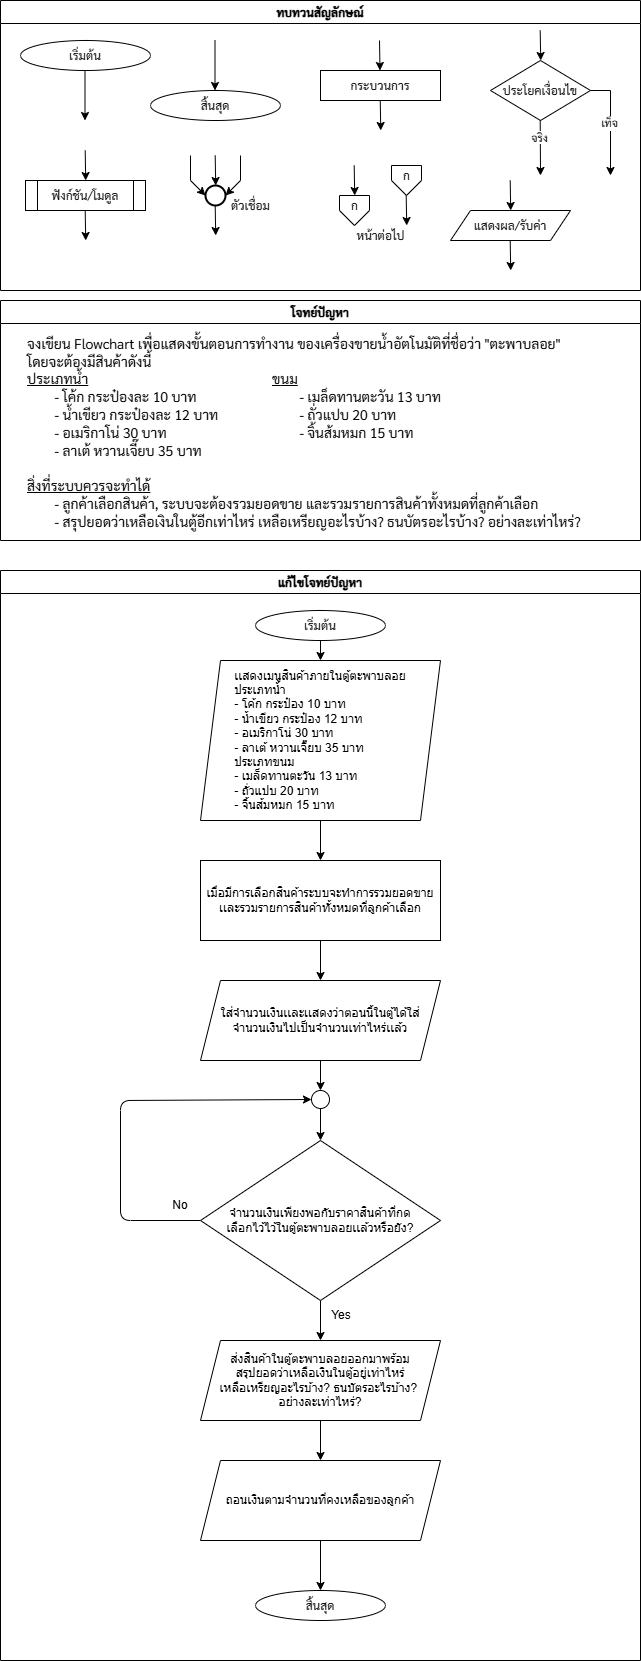 ทบทวนสัญลักษณ์
เริ่มต้น
สิ้นสุด
กระบวนการ
ประโยคเงื่อนไข
จริง
เท็จ
ฟังก์ชัน/โมดูล
ตัวเชื่อม
ก
ก
หน้าต่อไป
แสดงผล/รับค่า
โจทย์ปัญหา
จงเขียน Flowchart เพื่อแสดงขั้นตอนการทำงาน ของเครื่องขายน้ำอัตโนมัติที่ชื่อว่า "ตะพาบลอย"
โดยจะต้องมีสินค้าดังนี้
ประเภทน้ำ
- โค้ก กระป๋องละ 10 บาท
- น้ำเขียว กระป๋องละ 12 บาท
- อเมริกาโน่ 30 บาท
- ลาเต้ หวานเจี๊ยบ 35 บาท
ขนม
- เมล็ดทานตะวัน 13 บาท
- ถั่วแปบ 20 บาท
- จิ้นส้มหมก 15 บาท
สิ่งที่ระบบควรจะทำได้
- ลูกค้าเลือกสินค้า, ระบบจะต้องรวมยอดขาย และรวมรายการสินค้าทั้งหมดที่ลูกค้าเลือก
- สรุปยอดว่าเหลือเงินในตู้อีกเท่าไหร่ เหลือเหรียญอะไรบ้าง? ธนบัตรอะไรบ้าง? อย่างละเท่าไหร่?
แก้ไขโจทย์ปัญหา
เริ่มต้น
แสดงเมนูสินค้าภายในตู้ตะพาบลอย
ประเภทน้ำ
- โค้ก กระป๋อง 10 บาท
- น้ำเขียว กระป๋อง 12 บาท
- อเมริกาโน่ 30 บาท
- ลาเต้ หวานเจี๊ยบ 35 บาท
ประเภทขนม
- เมล็ดทานตะวัน 13 บาท
- ถั่วแปบ 20 บาท
- จิ้นส้มหมก 15 บาท
เมื่อมีการเลือกสินค้าระบบจะทำการรวมยอดขาย
และรวมรายการสินค้าทั้งหมดที่ลูกค้าเลือก
ใส่จำนวนเงินและแสดงว่าตอนนี้ในตู้ได้ใส่
จำนวนเงินไปเป็นจำนวนเท่าไหร่แล้ว
No
จำนวนเงินเพียงพอกับราคาสินค้าที่กด
เลือกไว้ไว้ในตู้ตะพาบลอยแล้วหรือยัง?
Yes
ส่งสินค้าในตู้ตะพาบลอยออกมาพร้อม
สรุปยอดว่าเหลือเงินในตู้อยู่เท่าไหร่
เหลือเหรียญอะไรบ้าง? ธนบัตรอะไรบ้าง?
อย่างละเท่าไหร่?
ถอนเงินตามจำนวนที่คงเหลือของลูกค้า
สิ้นสุด